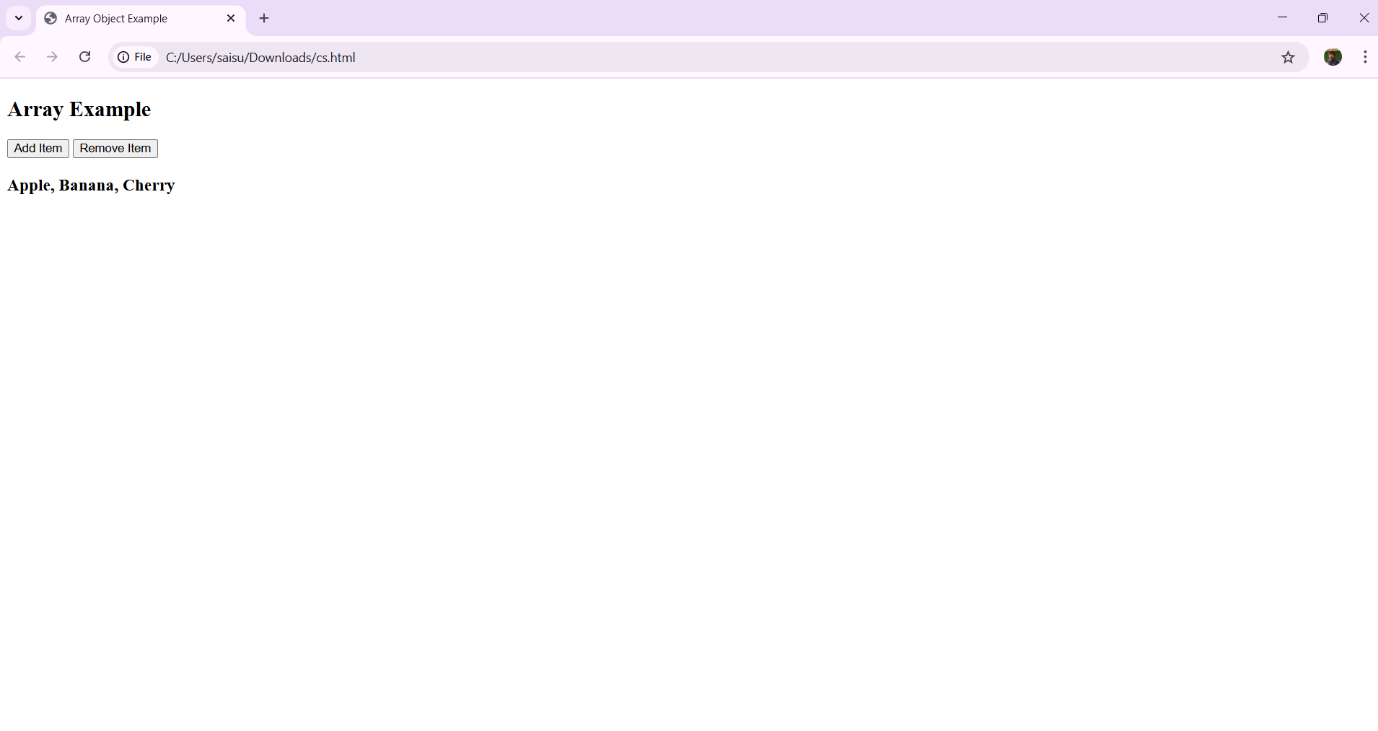 Array Object Example
File C:/Users/saisu/Downloads/cs.html
Array Example
Add Item Remove Item
Apple, Banana, Cherry